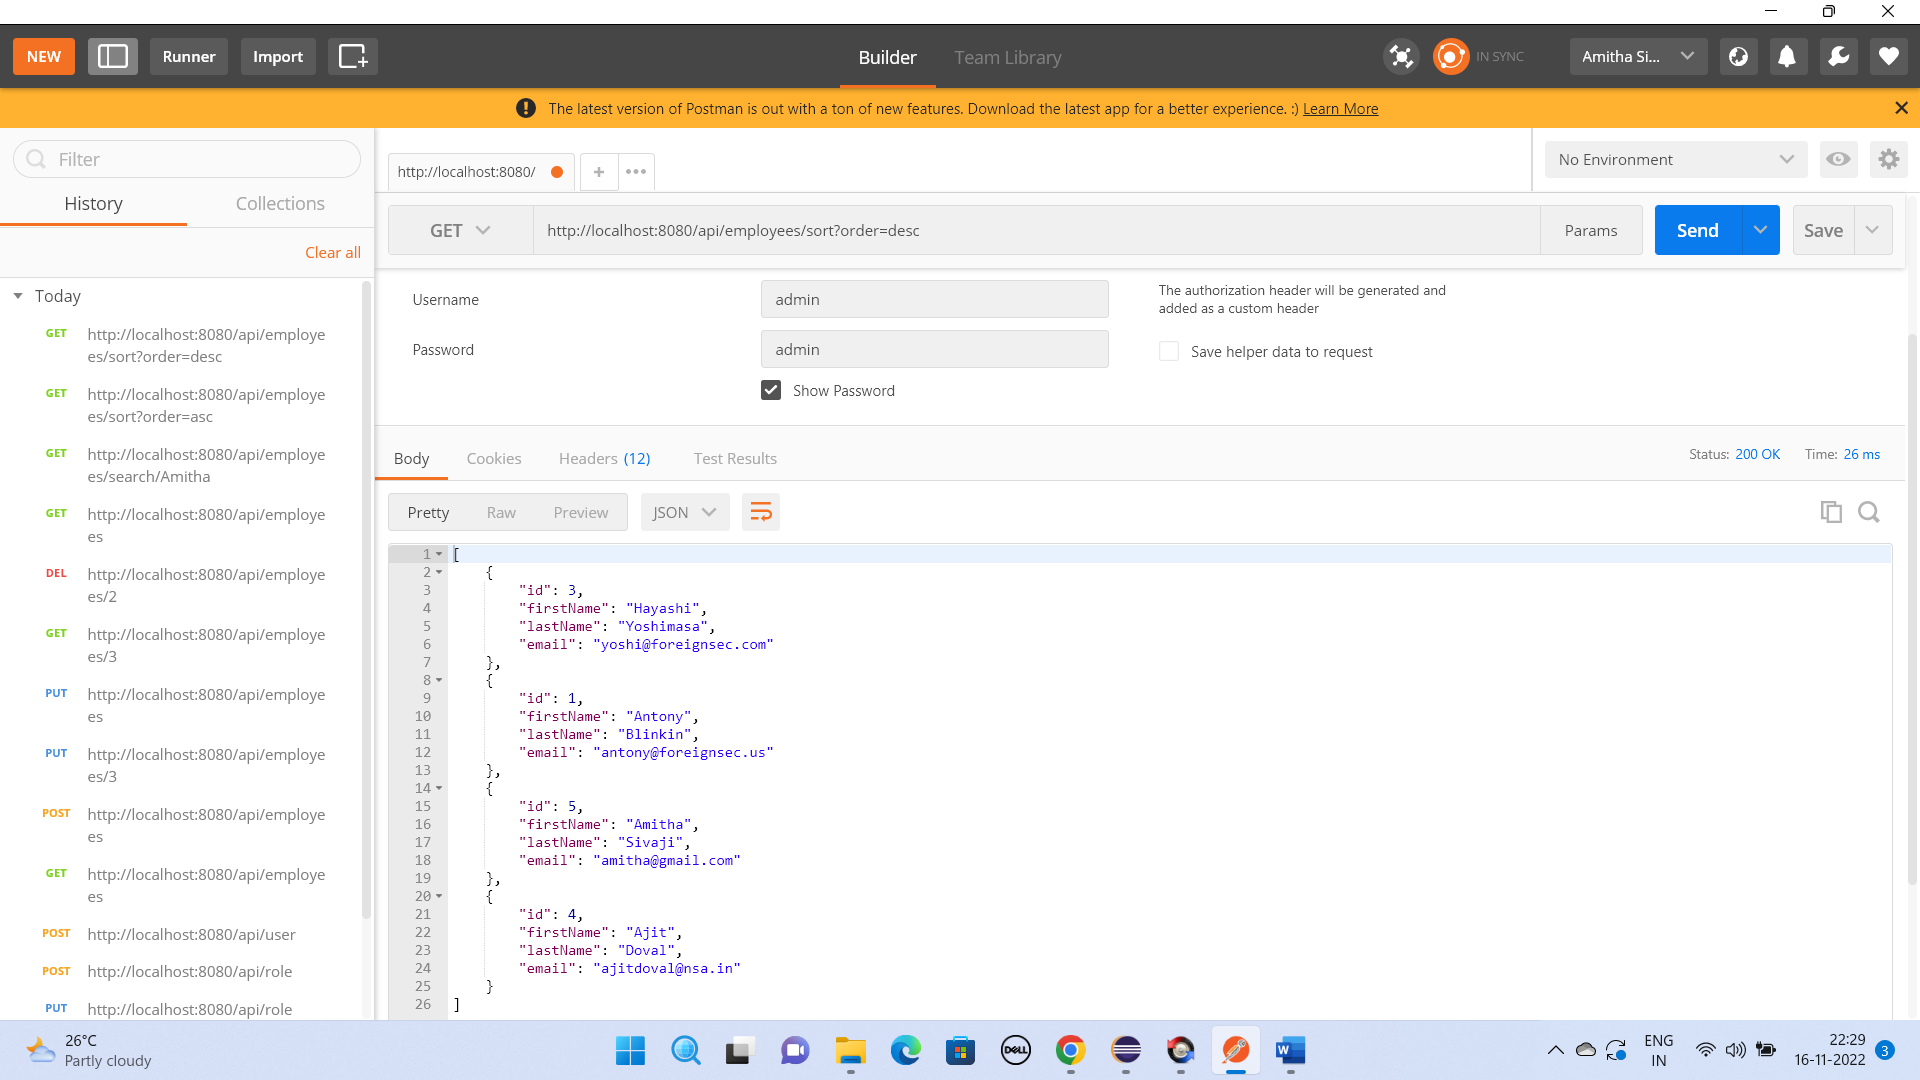 NEW
Runner
Import
Builder
Team Library
IN SYNC
Amitha Si...
The latest version of Postman is out with a ton of new features. Download the latest app for a better experience. :) Learn More
Filter
History
Collections
Clear all
Today
GET http://localhost:8080/api/employe
es/sort?order=desc
GET http://localhost:8080/api/employe
es/sort?order=asc
GET http://localhost:8080/api/employe
es/search/Amitha
GET http://localhost:8080/api/employe
es
DEL http://localhost:8080/api/employe
es/2
GET http://localhost:8080/api/employe
es/3
PUT http://localhost:8080/api/employe
es
PUT http://localhost:8080/api/employe
es/3
POST http://localhost:8080/api/employe
es
GET http://localhost:8080/api/employe
es
POST http://localhost:8080/api/user
POST http://localhost:8080/api/role
PUT http://localhost:8080/api/role
http://localhost:8080/
No Environment
GET
http://localhost:8080/api/employees/sort?order=desc
Params
Send
Save
Username
admin
The authorization header will be generated and
added as a custom header
Password
admin
Save helper data to request
Show Password
Body
Cookies
Headers (12)
Test Results
Status: 200 OK
Time: 26 ms
Pretty
Raw
Preview
JSON
1 [
2 {
3 "id": 3,
4 "firstName": "Hayashi",
5 "lastName": "Yoshimasa",
6 "email": "yoshi@foreignsec.com"
7 },
8 {
9 "id": 1,
10 "firstName": "Antony",
11 "lastName": "Blinkin",
12 "email": "antony@foreignsec.us"
13 },
14 {
15 "id": 5,
16 "firstName": "Amitha",
17 "lastName": "Sivaji",
18 "email": "amitha@gmail.com"
19 },
20 {
21 "id": 4,
22 "firstName": "Ajit",
23 "lastName": "Doval",
24 "email": "ajitdoval@nsa.in"
25 }
26 ]
26°C
Partly cloudy
DELL
W
ENG
IN
22:29
16-11-2022
3